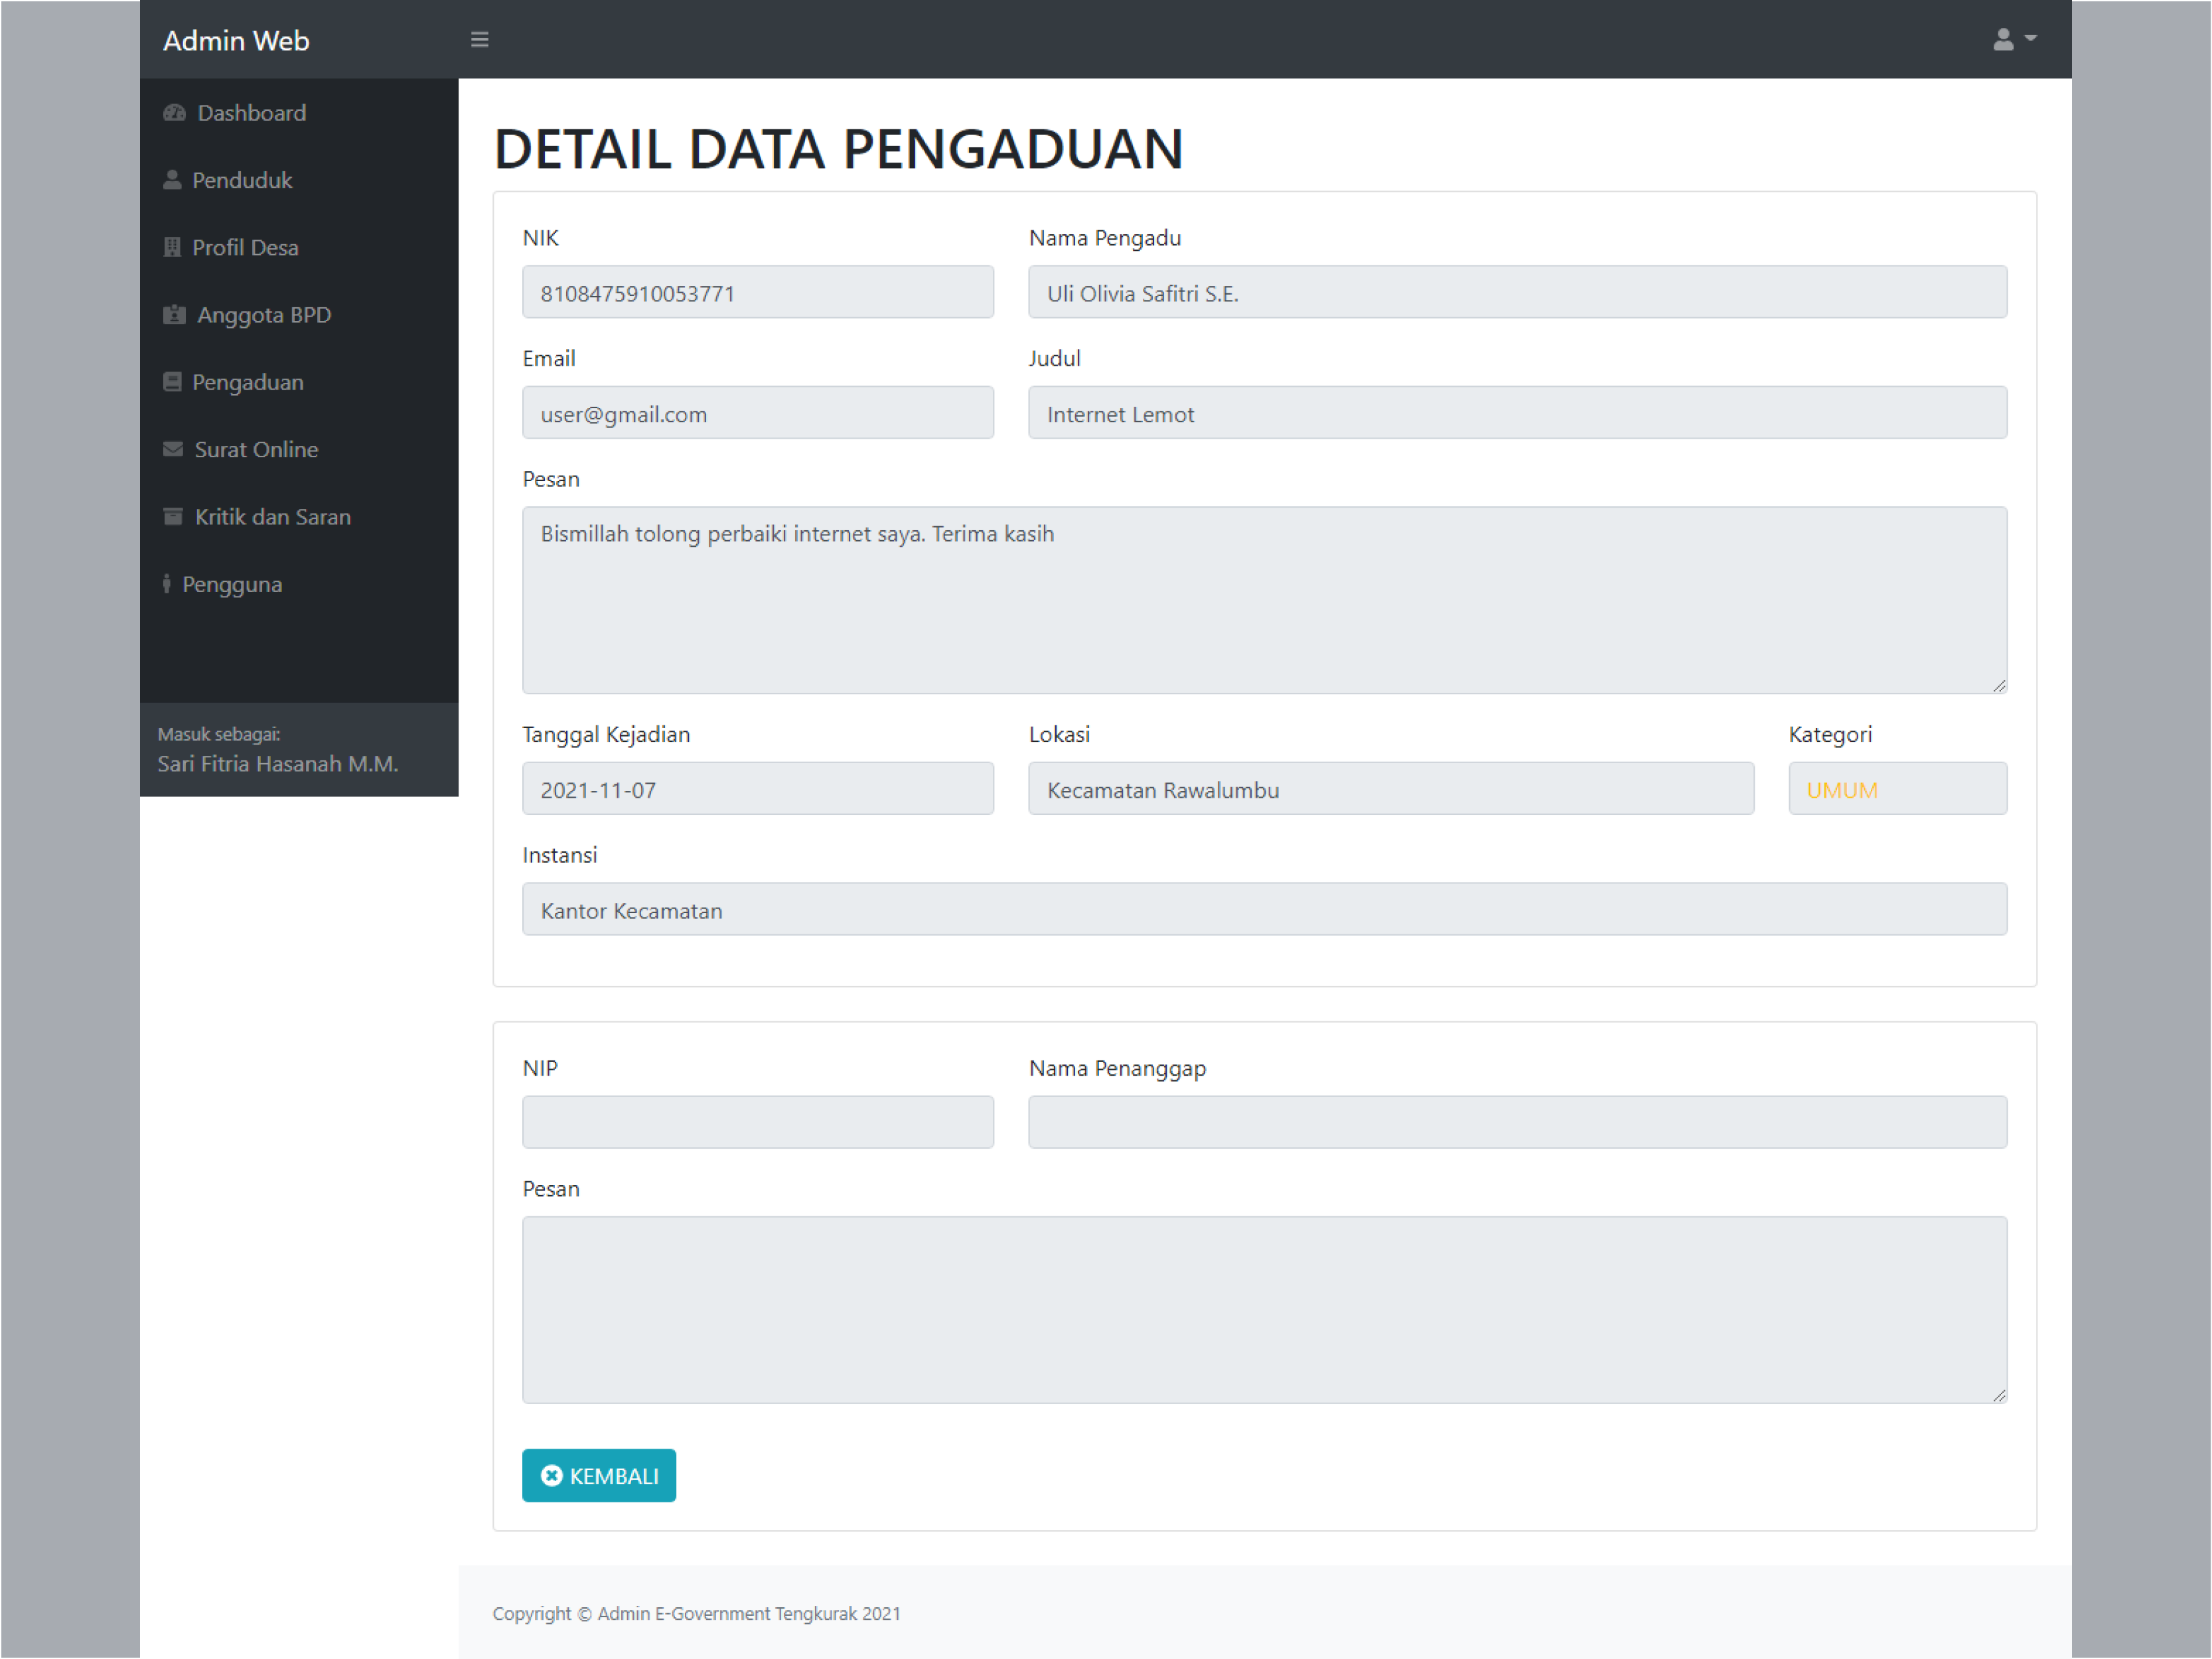 Admin Web
Dashboard
Penduduk
Profil Desa
Anggota BPD
Pengaduan
Surat Online
Kritik dan Saran
Pengguna
Masuk sebagai:
Sari Fitria Hasanah M.M.
DETAIL DATA PENGADUAN
NIK Nama Pengadu
8108475910053771 Uli Olivia Safitri S.E.
Email Judul
user@gmail.com Internet Lemot
Pesan
Bismillah tolong perbaiki internet saya. Terima kasih
Tanggal Kejadian Lokasi Kategori
2021-11-07 Kecamatan Rawalumbu UMUM
Instansi
Kantor Kecamatan
NIP Nama Penanggap
Pesan
KEMBALI
Copyright © Admin E-Government Tengkurak 2021